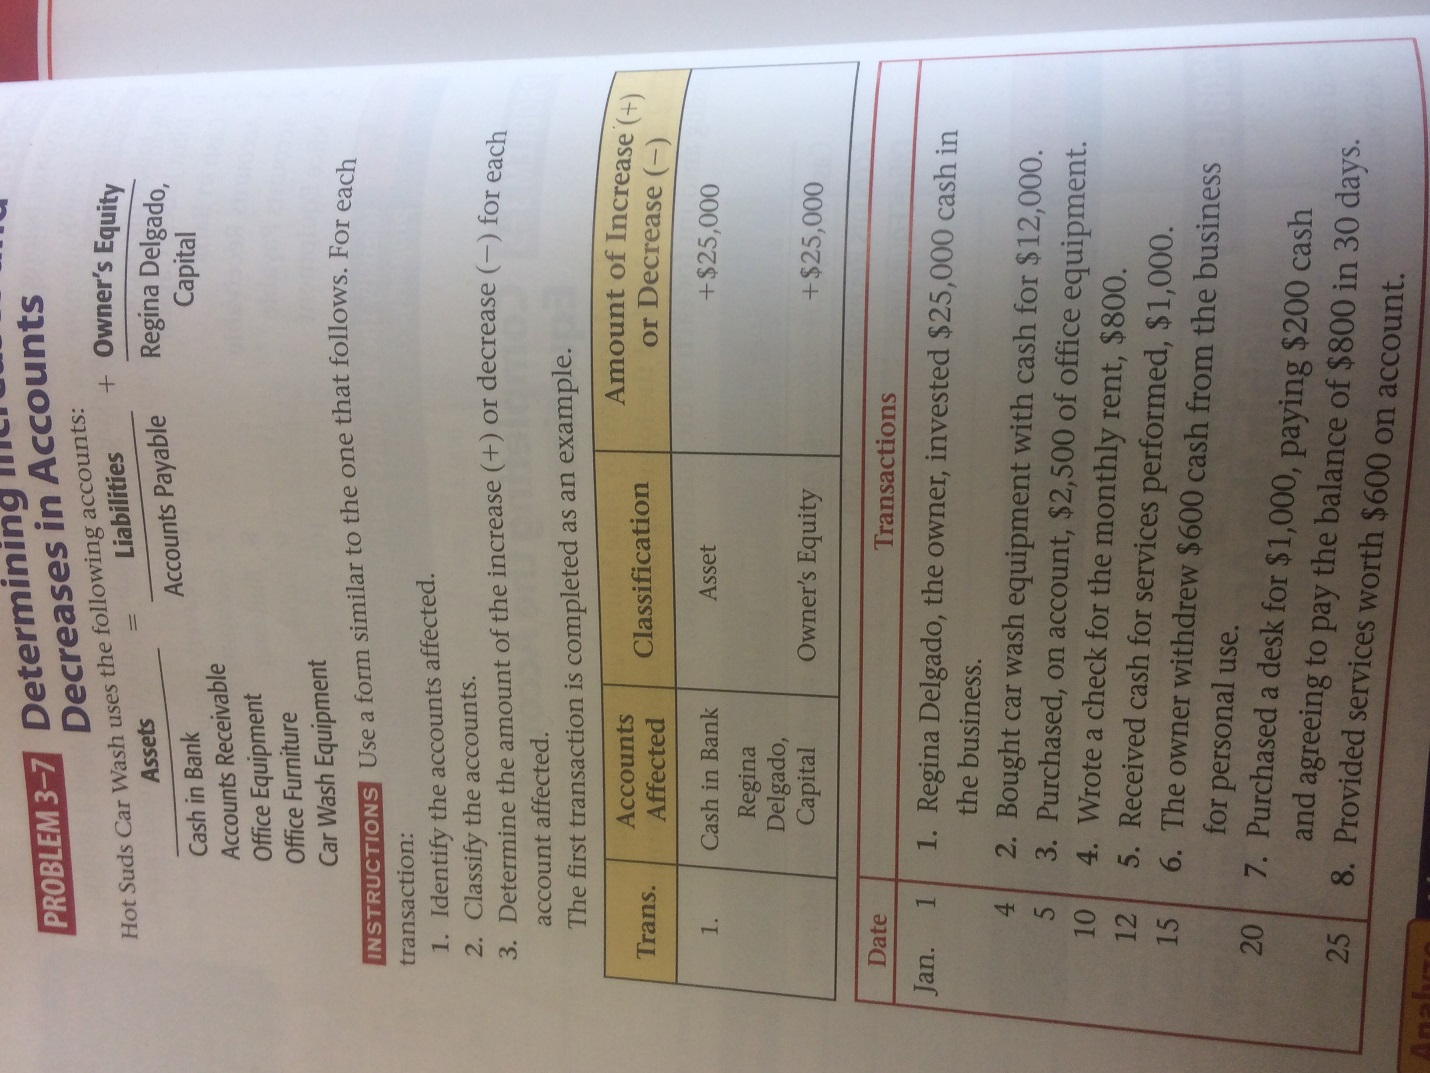 PROBLEM 3–7 Determining
Decreases in Accounts
Hot Suds Car Wash uses the following accounts:
Assets = Liabilities + Owner's Equity
Cash in Bank Accounts Payable Regina Delgado,
Accounts Receivable Capital
Office Equipment
Office Furniture
Car Wash Equipment
INSTRUCTIONS Use a form similar to the one that follows. For each
transaction:
1. Identify the accounts affected.
2. Classify the accounts.
3. Determine the amount of the increase (+) or decrease (−) for each
account affected.
The first transaction is completed as an example.
Trans. Accounts Affected Classification Amount of Increase (+) or Decrease (−)
1. Cash in Bank Asset +$25,000
Regina
Delgado,
Capital Owner's Equity +$25,000
Date Transactions
Jan. 1 1. Regina Delgado, the owner, invested $25,000 cash in
the business.
4 2. Bought car wash equipment with cash for $12,000.
5 3. Purchased, on account, $2,500 of office equipment.
10 4. Wrote a check for the monthly rent, $800.
12 5. Received cash for services performed, $1,000.
15 6. The owner withdrew $600 cash from the business
for personal use.
20 7. Purchased a desk for $1,000, paying $200 cash
and agreeing to pay the balance of $800 in 30 days.
25 8. Provided services worth $600 on account.